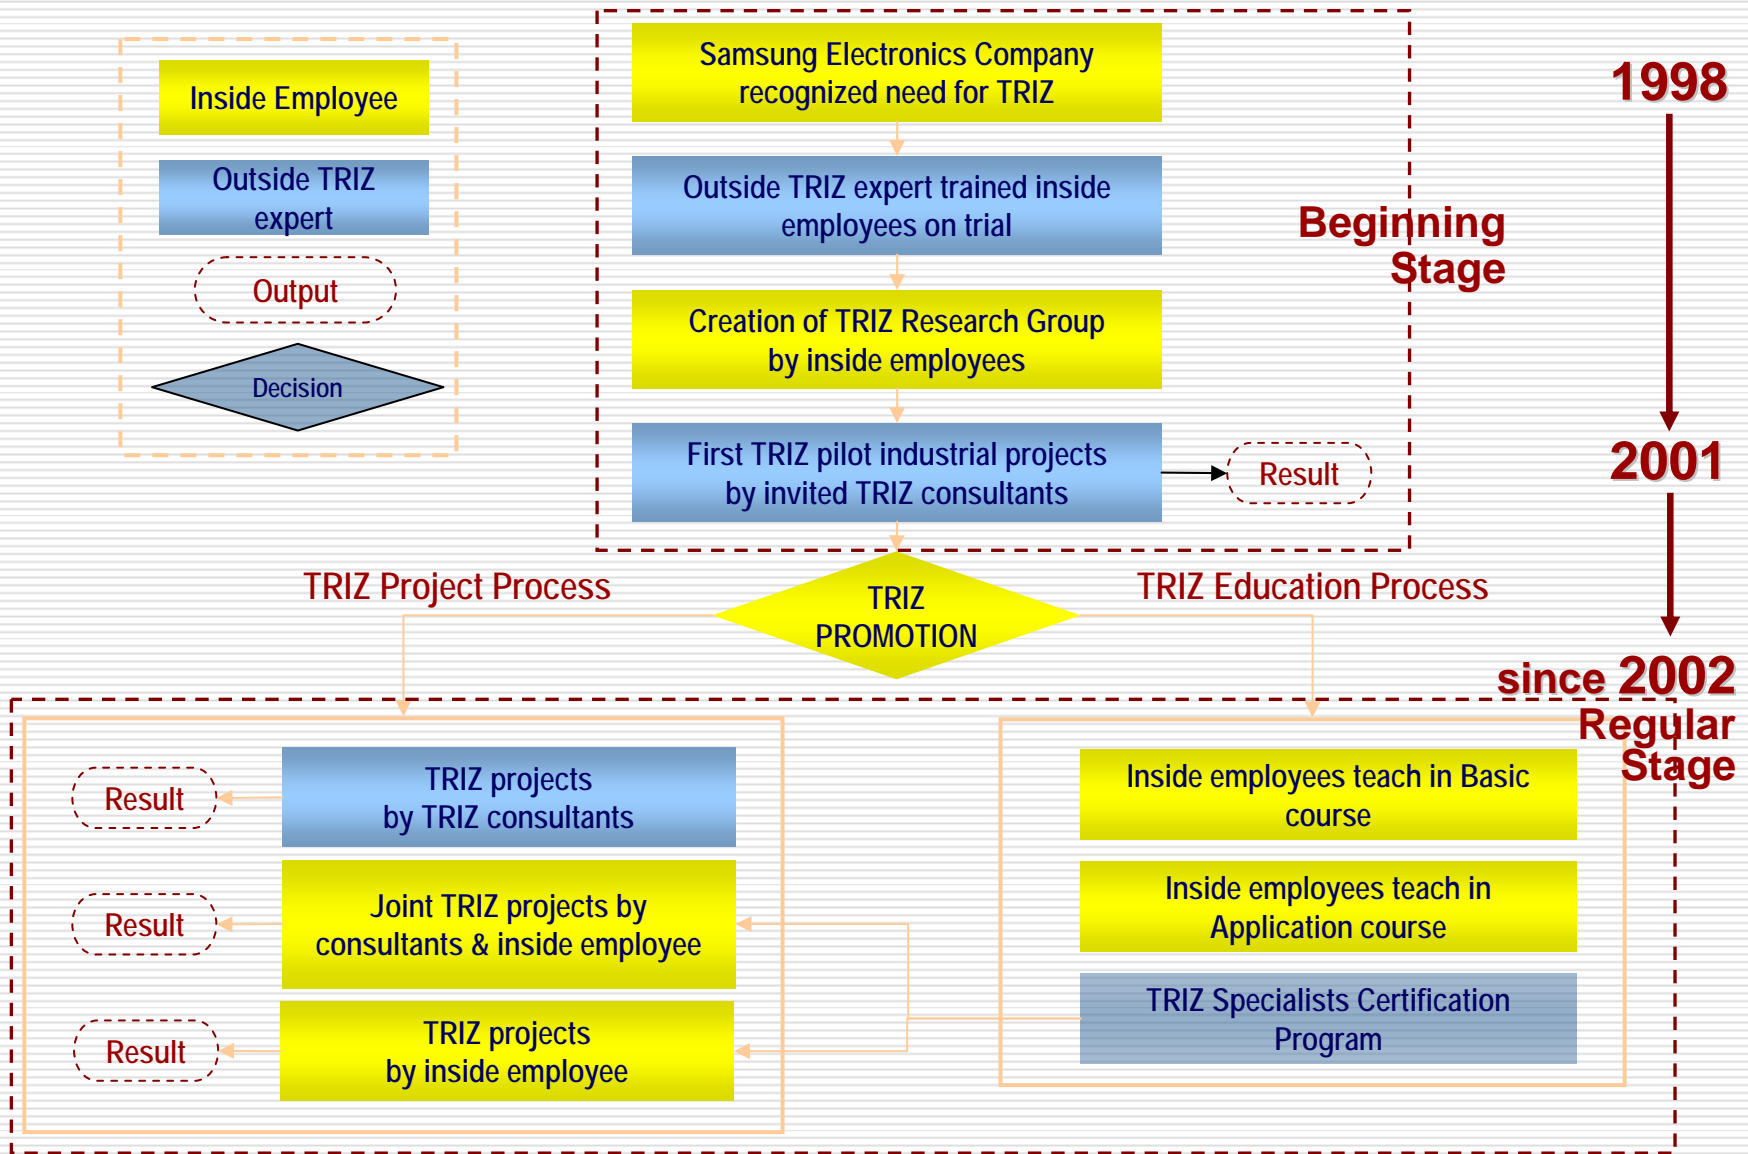 Inside Employee
Outside TRIZ
expert
Output
Decision
Samsung Electronics Company
recognized need for TRIZ
Outside TRIZ expert trained inside
employees on trial
Creation of TRIZ Research Group
by inside employees
First TRIZ pilot industrial projects
by invited TRIZ consultants
Result
Beginning
Stage
1998
2001
since 2002
Regular
Stage
TRIZ Project Process
TRIZ
PROMOTION
TRIZ Education Process
Result
TRIZ projects
by TRIZ consultants
Result
Joint TRIZ projects by
consultants & inside employee
Result
TRIZ projects
by inside employee
Inside employees teach in Basic
course
Inside employees teach in
Application course
TRIZ Specialists Certification
Program